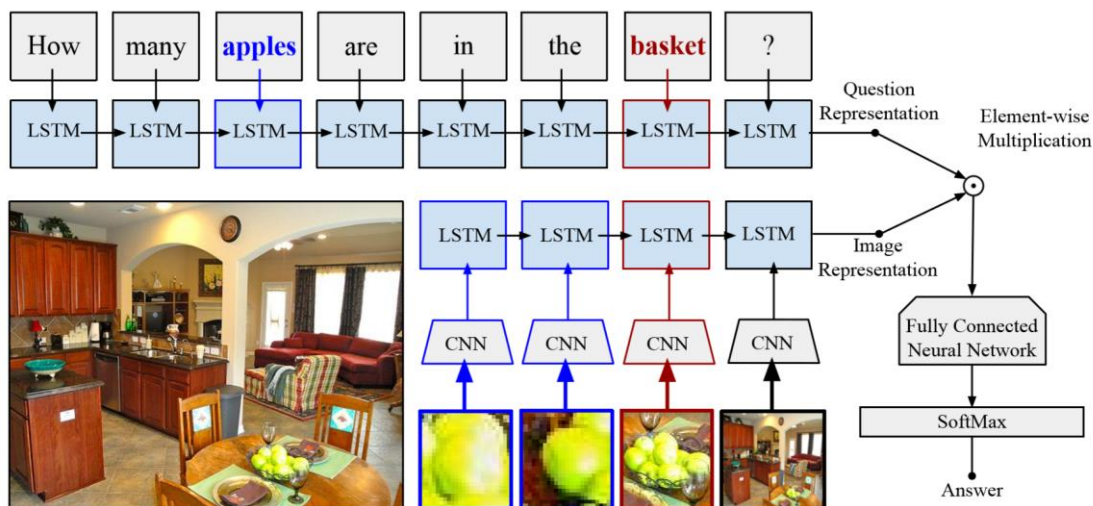 How many apples are in the basket ?
LSTM LSTM LSTM LSTM LSTM LSTM LSTM LSTM
Question
Representation
Element-wise
Multiplication
LSTM LSTM LSTM LSTM
Image
Representation
CNN CNN CNN CNN
Fully Connected
Neural Network
SoftMax
Answer